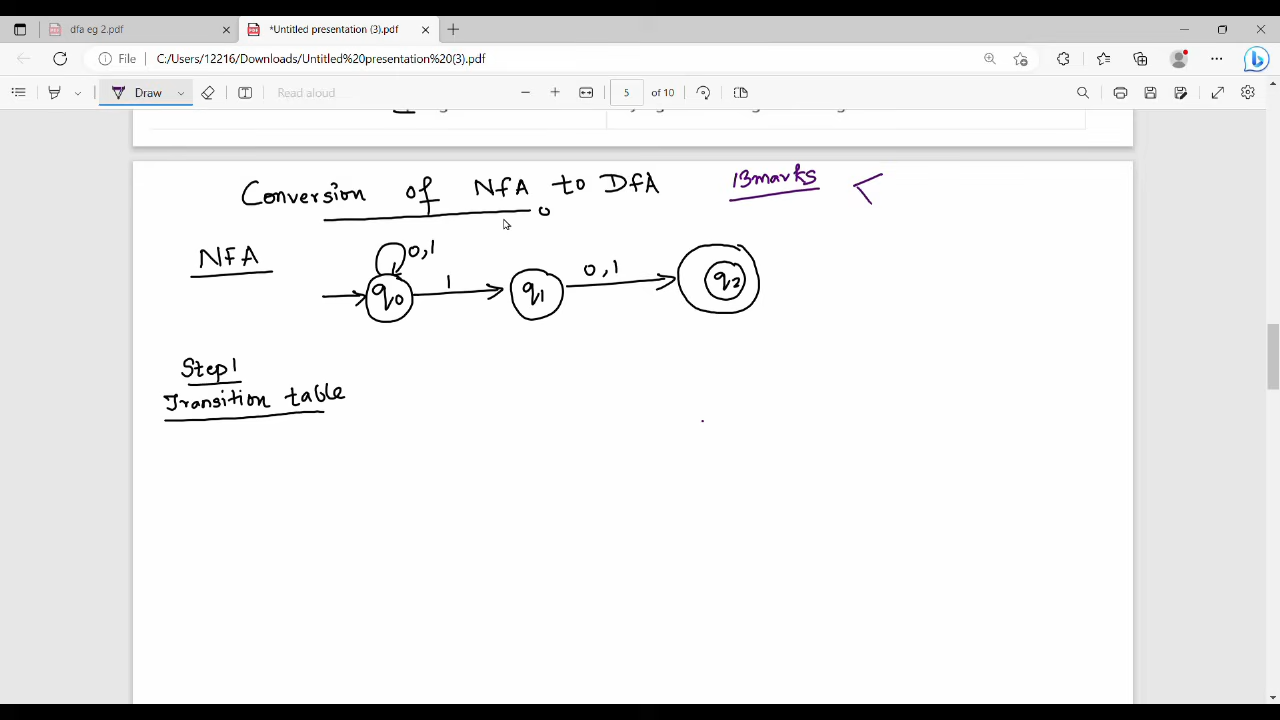 dfa eg 2.pdf
*Untitled presentation (3).pdf
File
C:/Users/12216/Downloads/Untitled%20presentation%20(3).pdf
Draw
Read aloud
5 of 10
Conversion of NFA to DFA 13marks
NFA
0,1
q0
1
q1
0,1
q2
Step1
Transition table